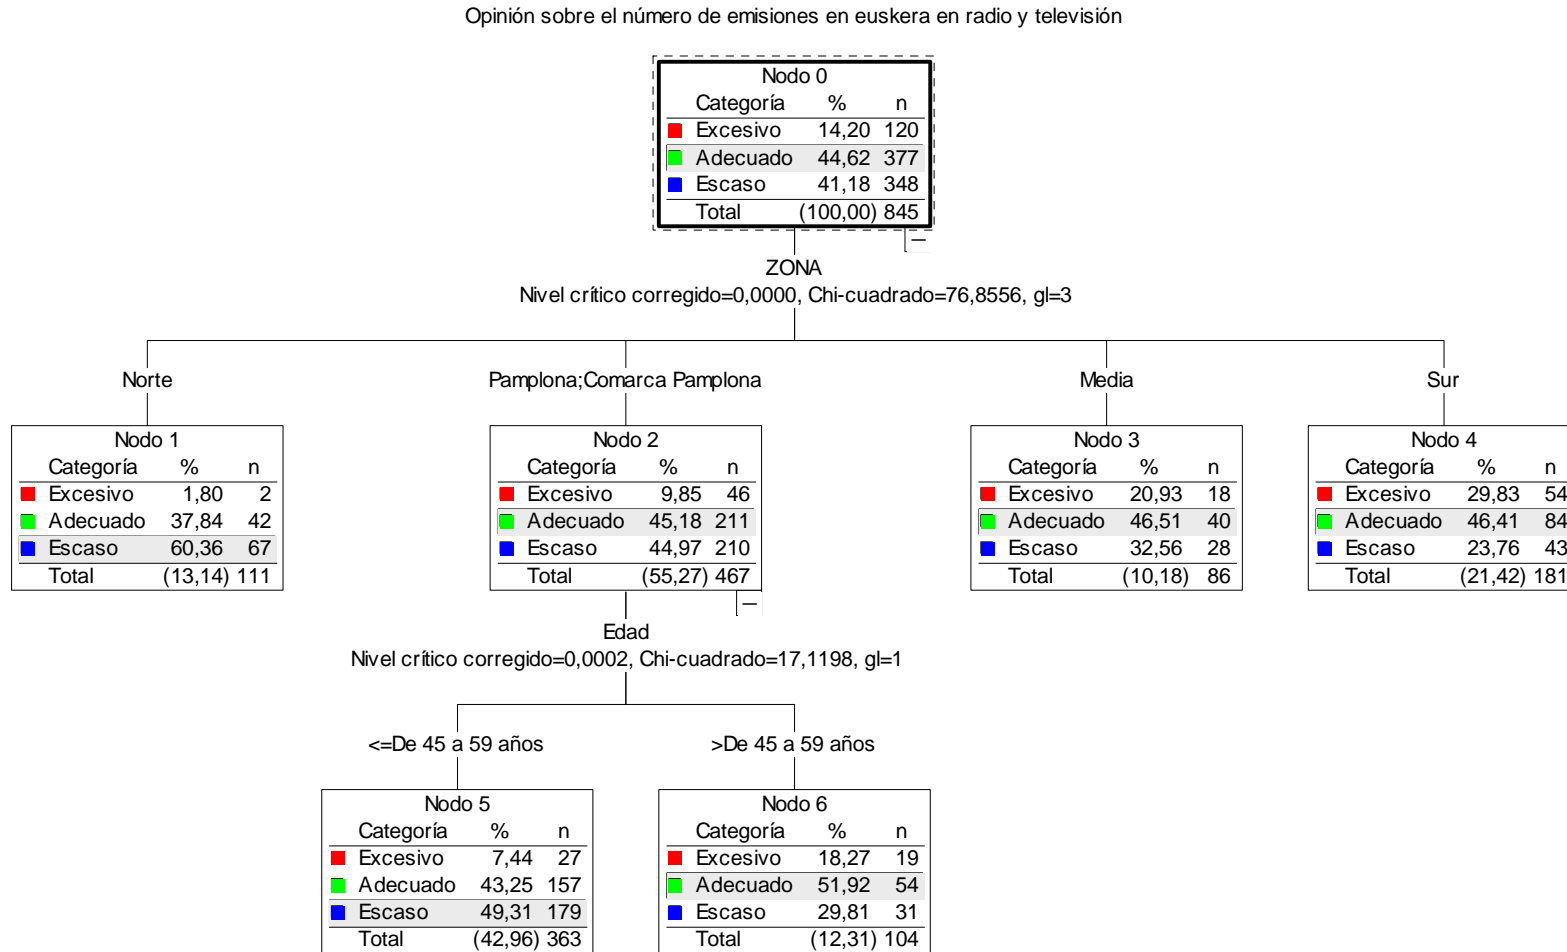 Opinión sobre el número de emisiones en euskera en radio y televisión
Nodo 0
Categoría % n
Excesivo 14,20 120
Adecuado 44,62 377
Escaso 41,18 348
Total (100,00) 845
ZONA
Nivel crítico corregido=0,0000, Chi-cuadrado=76,8556, gl=3
Norte
Nodo 1
Categoría % n
Excesivo 1,80 2
Adecuado 37,84 42
Escaso 60,36 67
Total (13,14) 111
Pamplona;Comarca Pamplona
Nodo 2
Categoría % n
Excesivo 9,85 46
Adecuado 45,18 211
Escaso 44,97 210
Total (55,27) 467
Media
Nodo 3
Categoría % n
Excesivo 20,93 18
Adecuado 46,51 40
Escaso 32,56 28
Total (10,18) 86
Sur
Nodo 4
Categoría % n
Excesivo 29,83 54
Adecuado 46,41 84
Escaso 23,76 43
Total (21,42) 181
Edad
Nivel crítico corregido=0,0002, Chi-cuadrado=17,1198, gl=1
<=De 45 a 59 años
Nodo 5
Categoría % n
Excesivo 7,44 27
Adecuado 43,25 157
Escaso 49,31 179
Total (42,96) 363
>De 45 a 59 años
Nodo 6
Categoría % n
Excesivo 18,27 19
Adecuado 51,92 54
Escaso 29,81 31
Total (12,31) 104